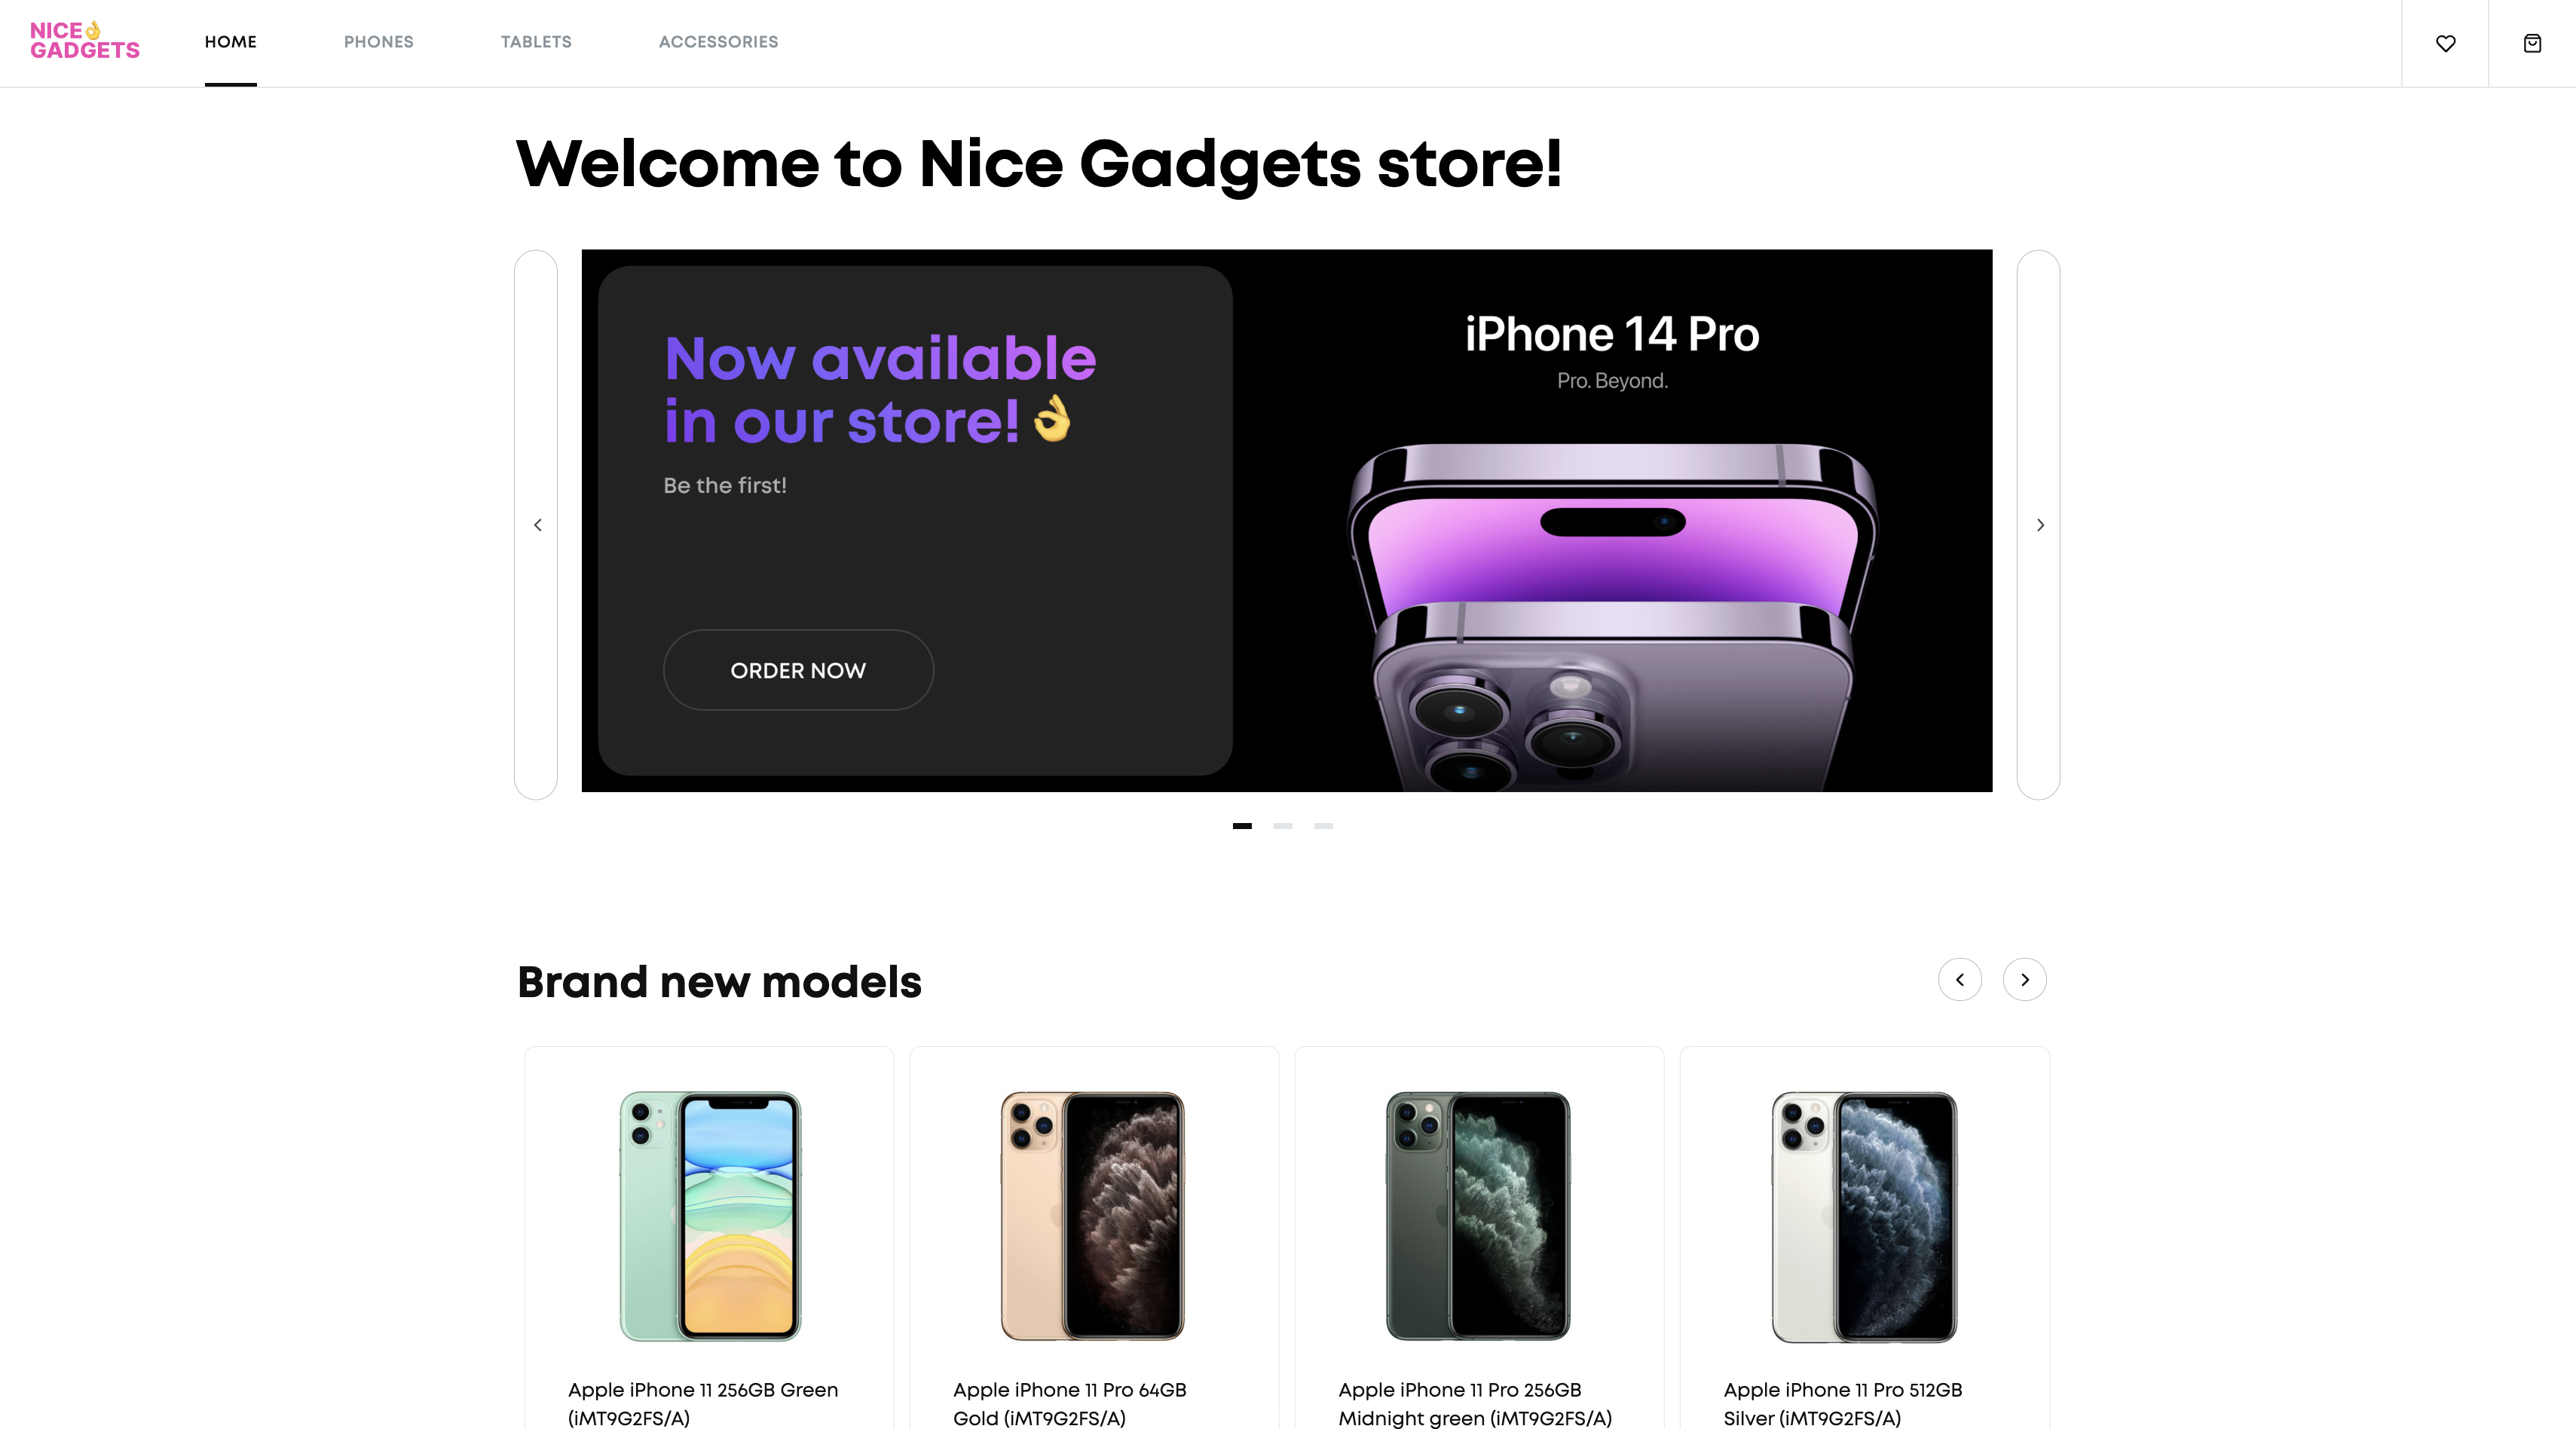 NICE👌
GADGETS
HOME
PHONES
TABLETS
ACCESSORIES
Welcome to Nice Gadgets store!
Now available
in our store!👌
Be the first!
ORDER NOW
iPhone 14 Pro
Pro. Beyond.
Brand new models
Apple iPhone 11 256GB Green
(iMT9G2FS/A)
Apple iPhone 11 Pro 64GB
Gold (iMT9G2FS/A)
Apple iPhone 11 Pro 256GB
Midnight green (iMT9G2FS/A)
Apple iPhone 11 Pro 512GB
Silver (iMT9G2FS/A)